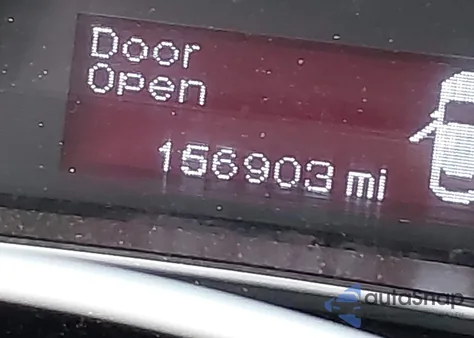 Door
Open
156903 mi
autoSnap